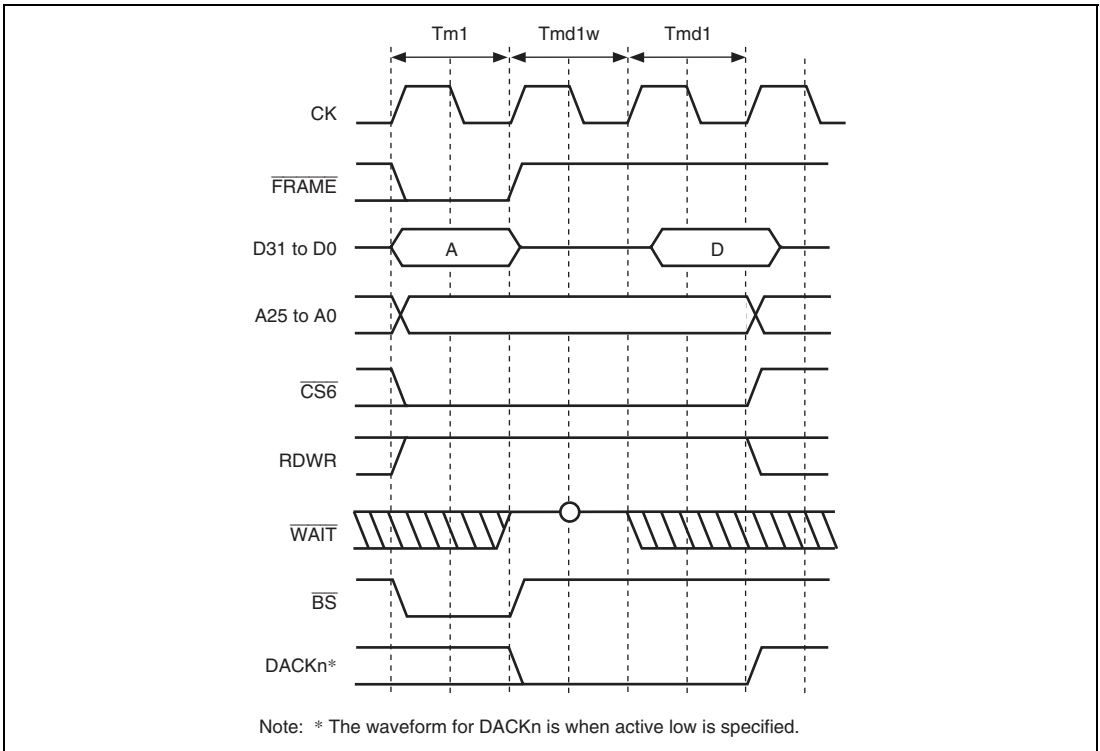 Tm1 Tmd1w Tmd1
CK
FRAME
D31 to D0 A D
A25 to A0
CS6
RDWR
WAIT
BS
DACKn*
Note: * The waveform for DACKn is when active low is specified.